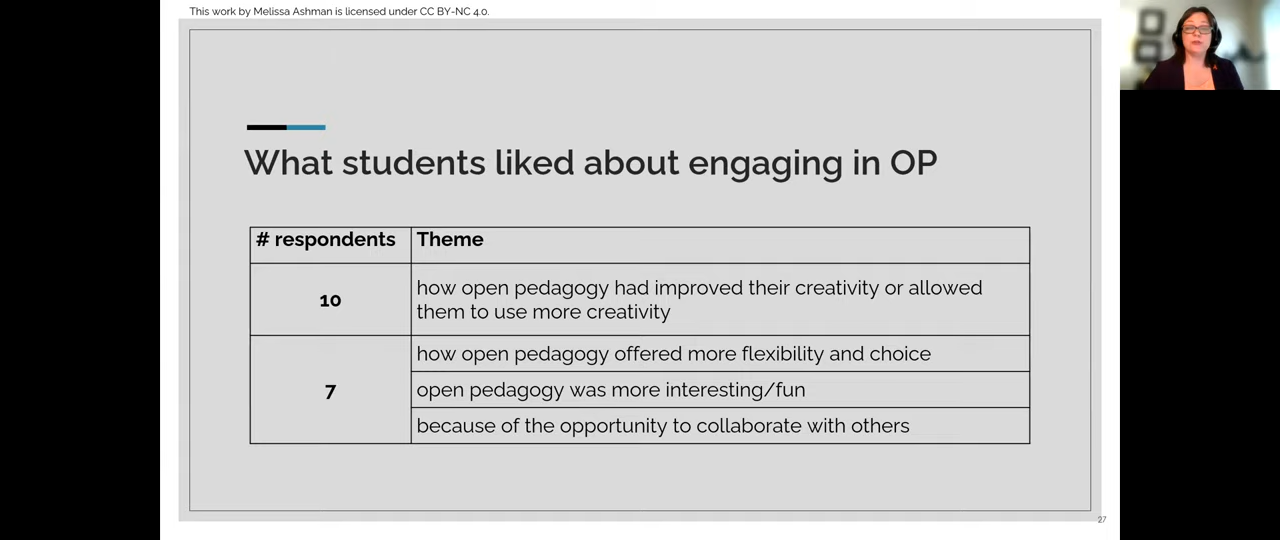 This work by Melissa Ashman is licensed under CC BY-NC 4.0.
What students liked about engaging in OP
# respondents Theme
10
how open pedagogy had improved their creativity or allowed
them to use more creativity
7
how open pedagogy offered more flexibility and choice
open pedagogy was more interesting/fun
because of the opportunity to collaborate with others
27